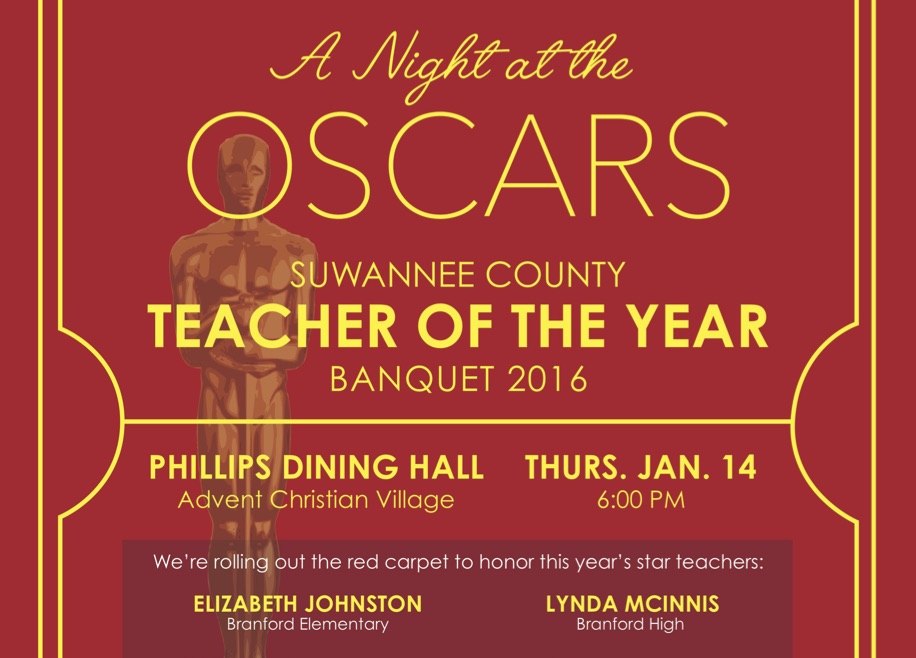 A Night at the
OSCARS
SUWANNEE COUNTY
TEACHER OF THE YEAR
BANQUET 2016
PHILLIPS DINING HALL
Advent Christian Village
THURS. JAN. 14
6:00 PM
We’re rolling out the red carpet to honor this year’s star teachers:
ELIZABETH JOHNSTON
Branford Elementary
LYNDA MCINNIS
Branford High